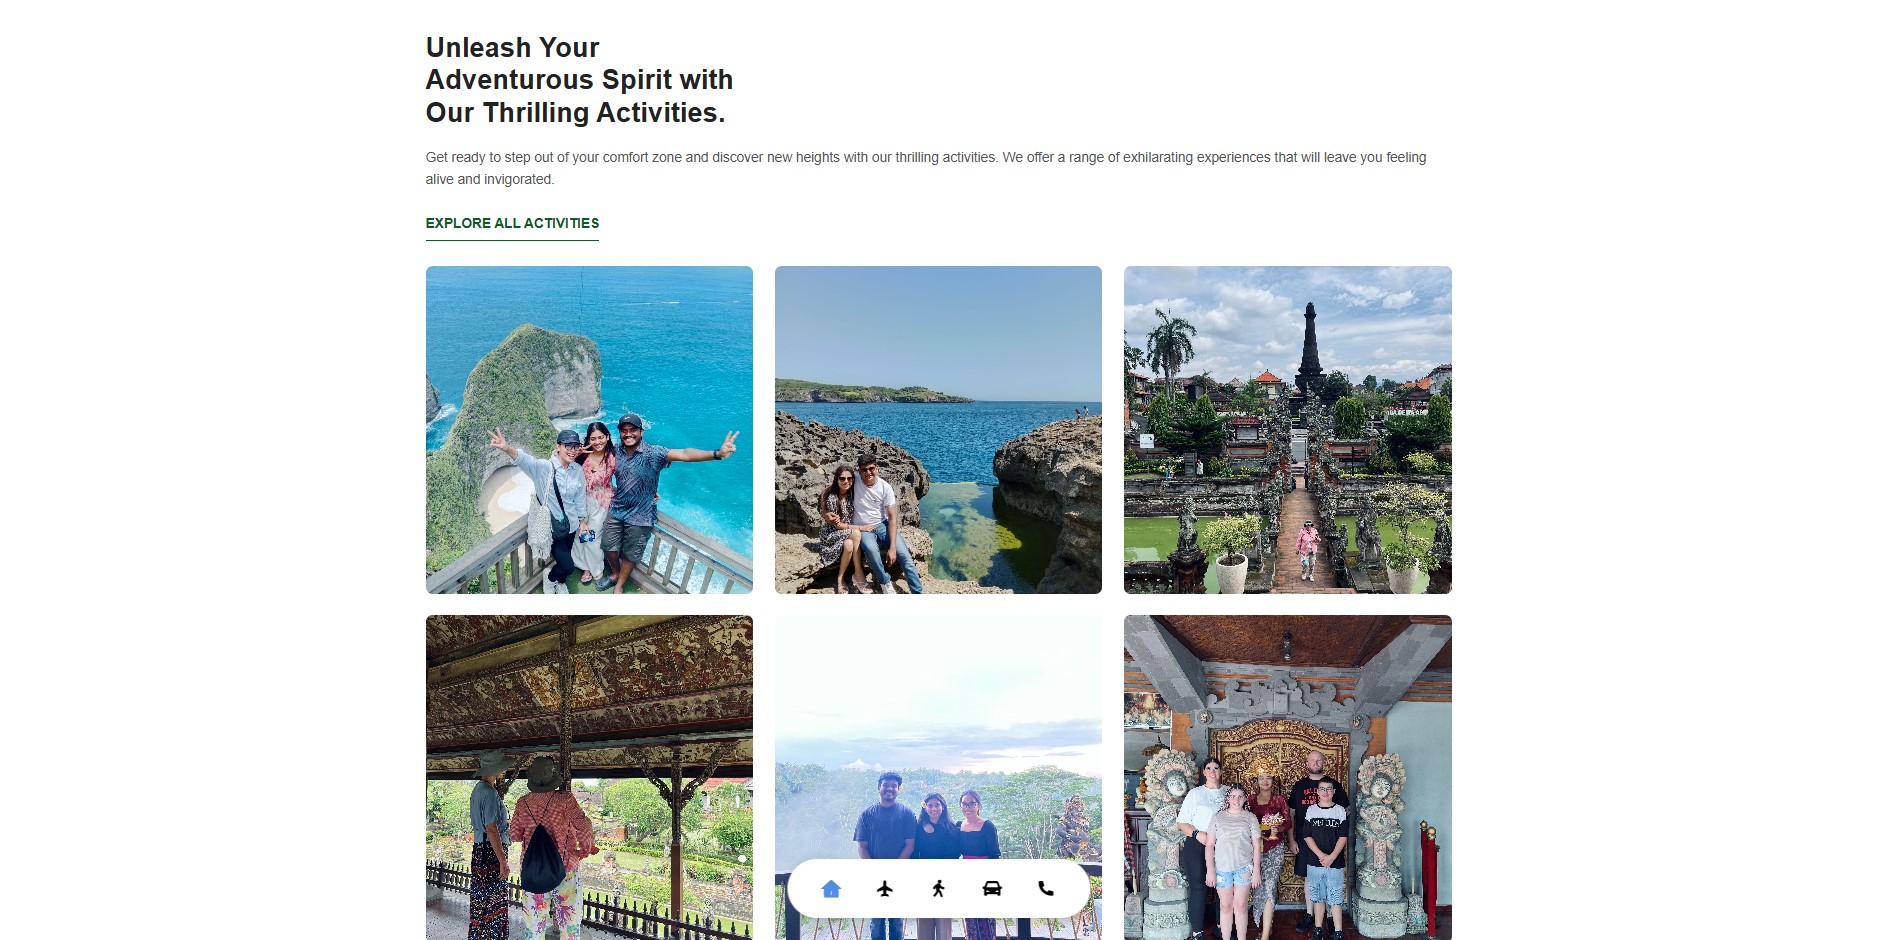 Unleash Your
Adventurous Spirit with
Our Thrilling Activities.
Get ready to step out of your comfort zone and discover new heights with our thrilling activities. We offer a range of exhilarating experiences that will leave you feeling
alive and invigorated.
EXPLORE ALL ACTIVITIES